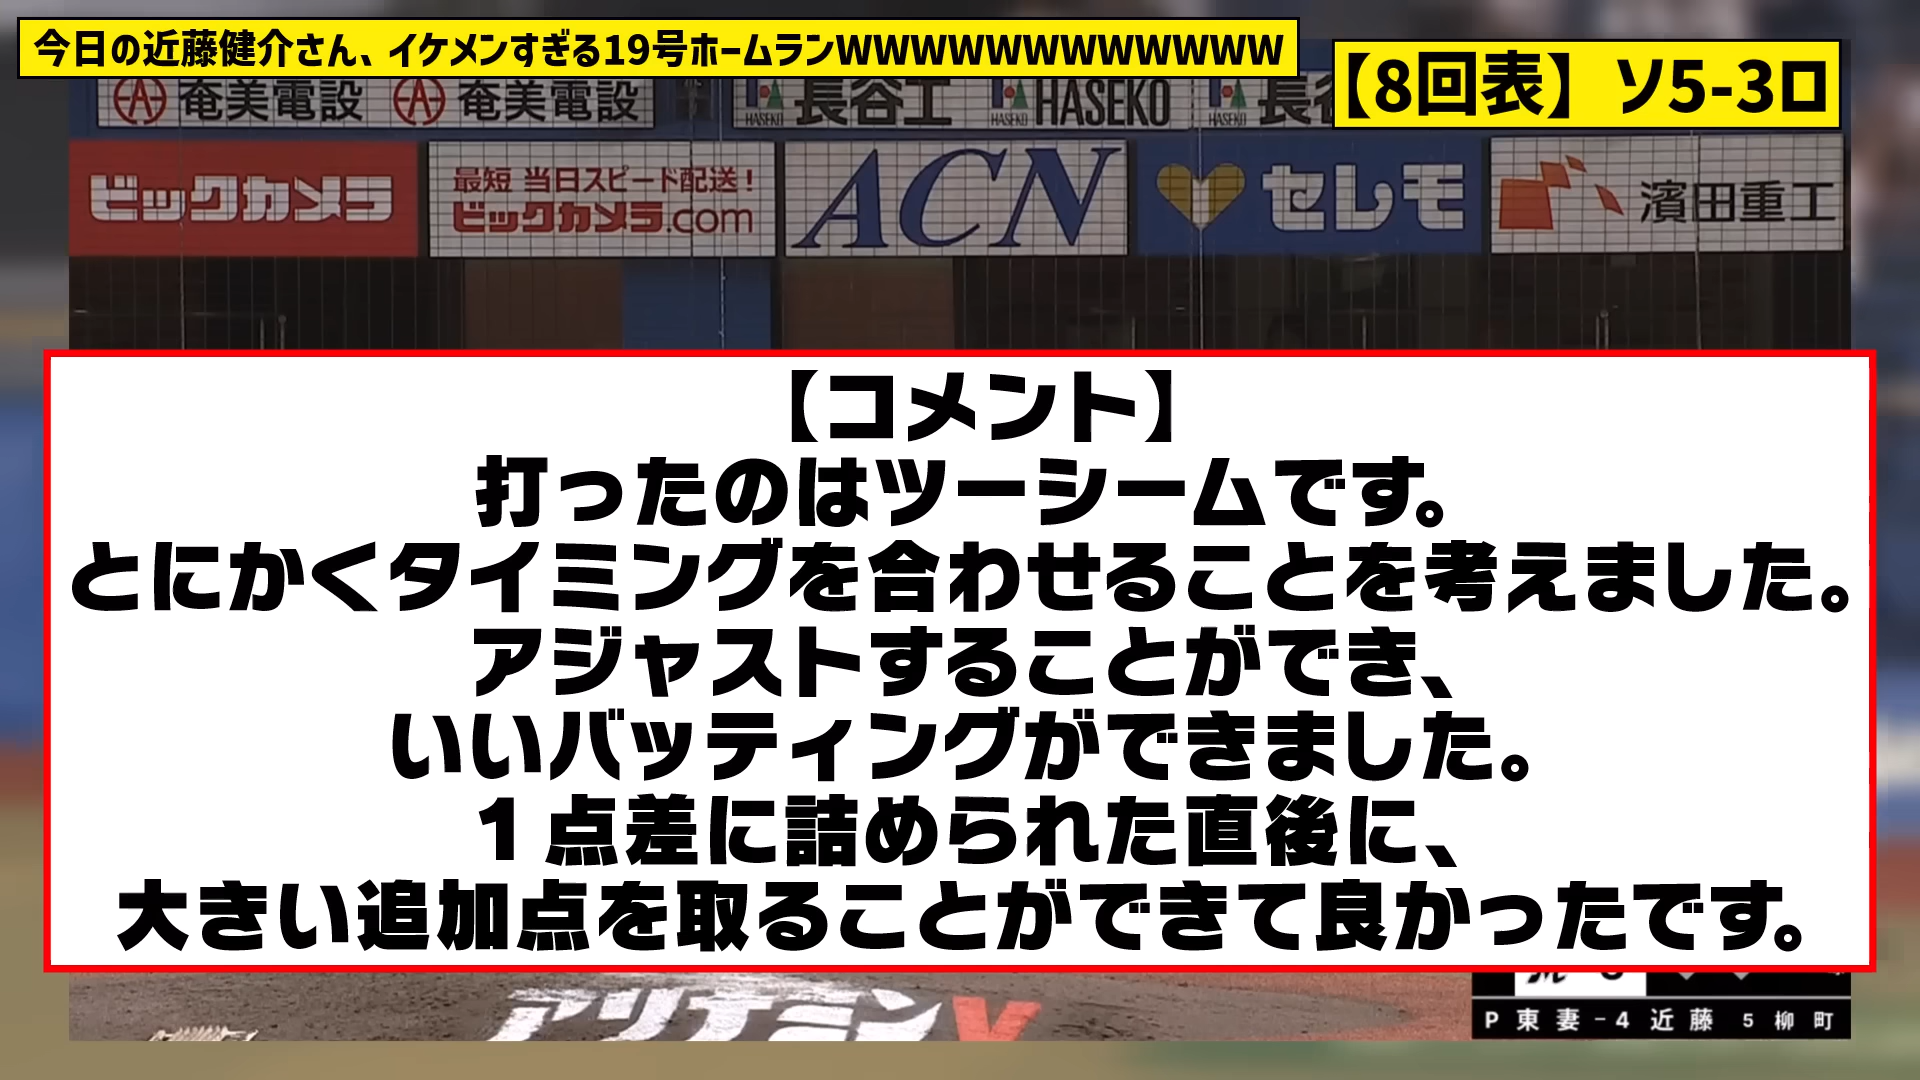 今日の近藤健介さん、イケメンすぎる19号ホームランWWWWWWWWWWWW
【8回表】ソ5-3ロ
奄美電設 奄美電設 長谷工 HASEKO HASEKO HASEKO 長谷
ビックカメラ
最短 当日スピード配送!
ビックカメラ.com
ACN
セレモ
濱田重工
【コメント】
打ったのはツーシームです。
とにかくタイミングを合わせることを考えました。
アジャストすることができ、
いいバッティングができました。
1点差に詰められた直後に、
大きい追加点を取ることができて良かったです。
アリナミンV
P 東妻-4 近藤 5 柳町